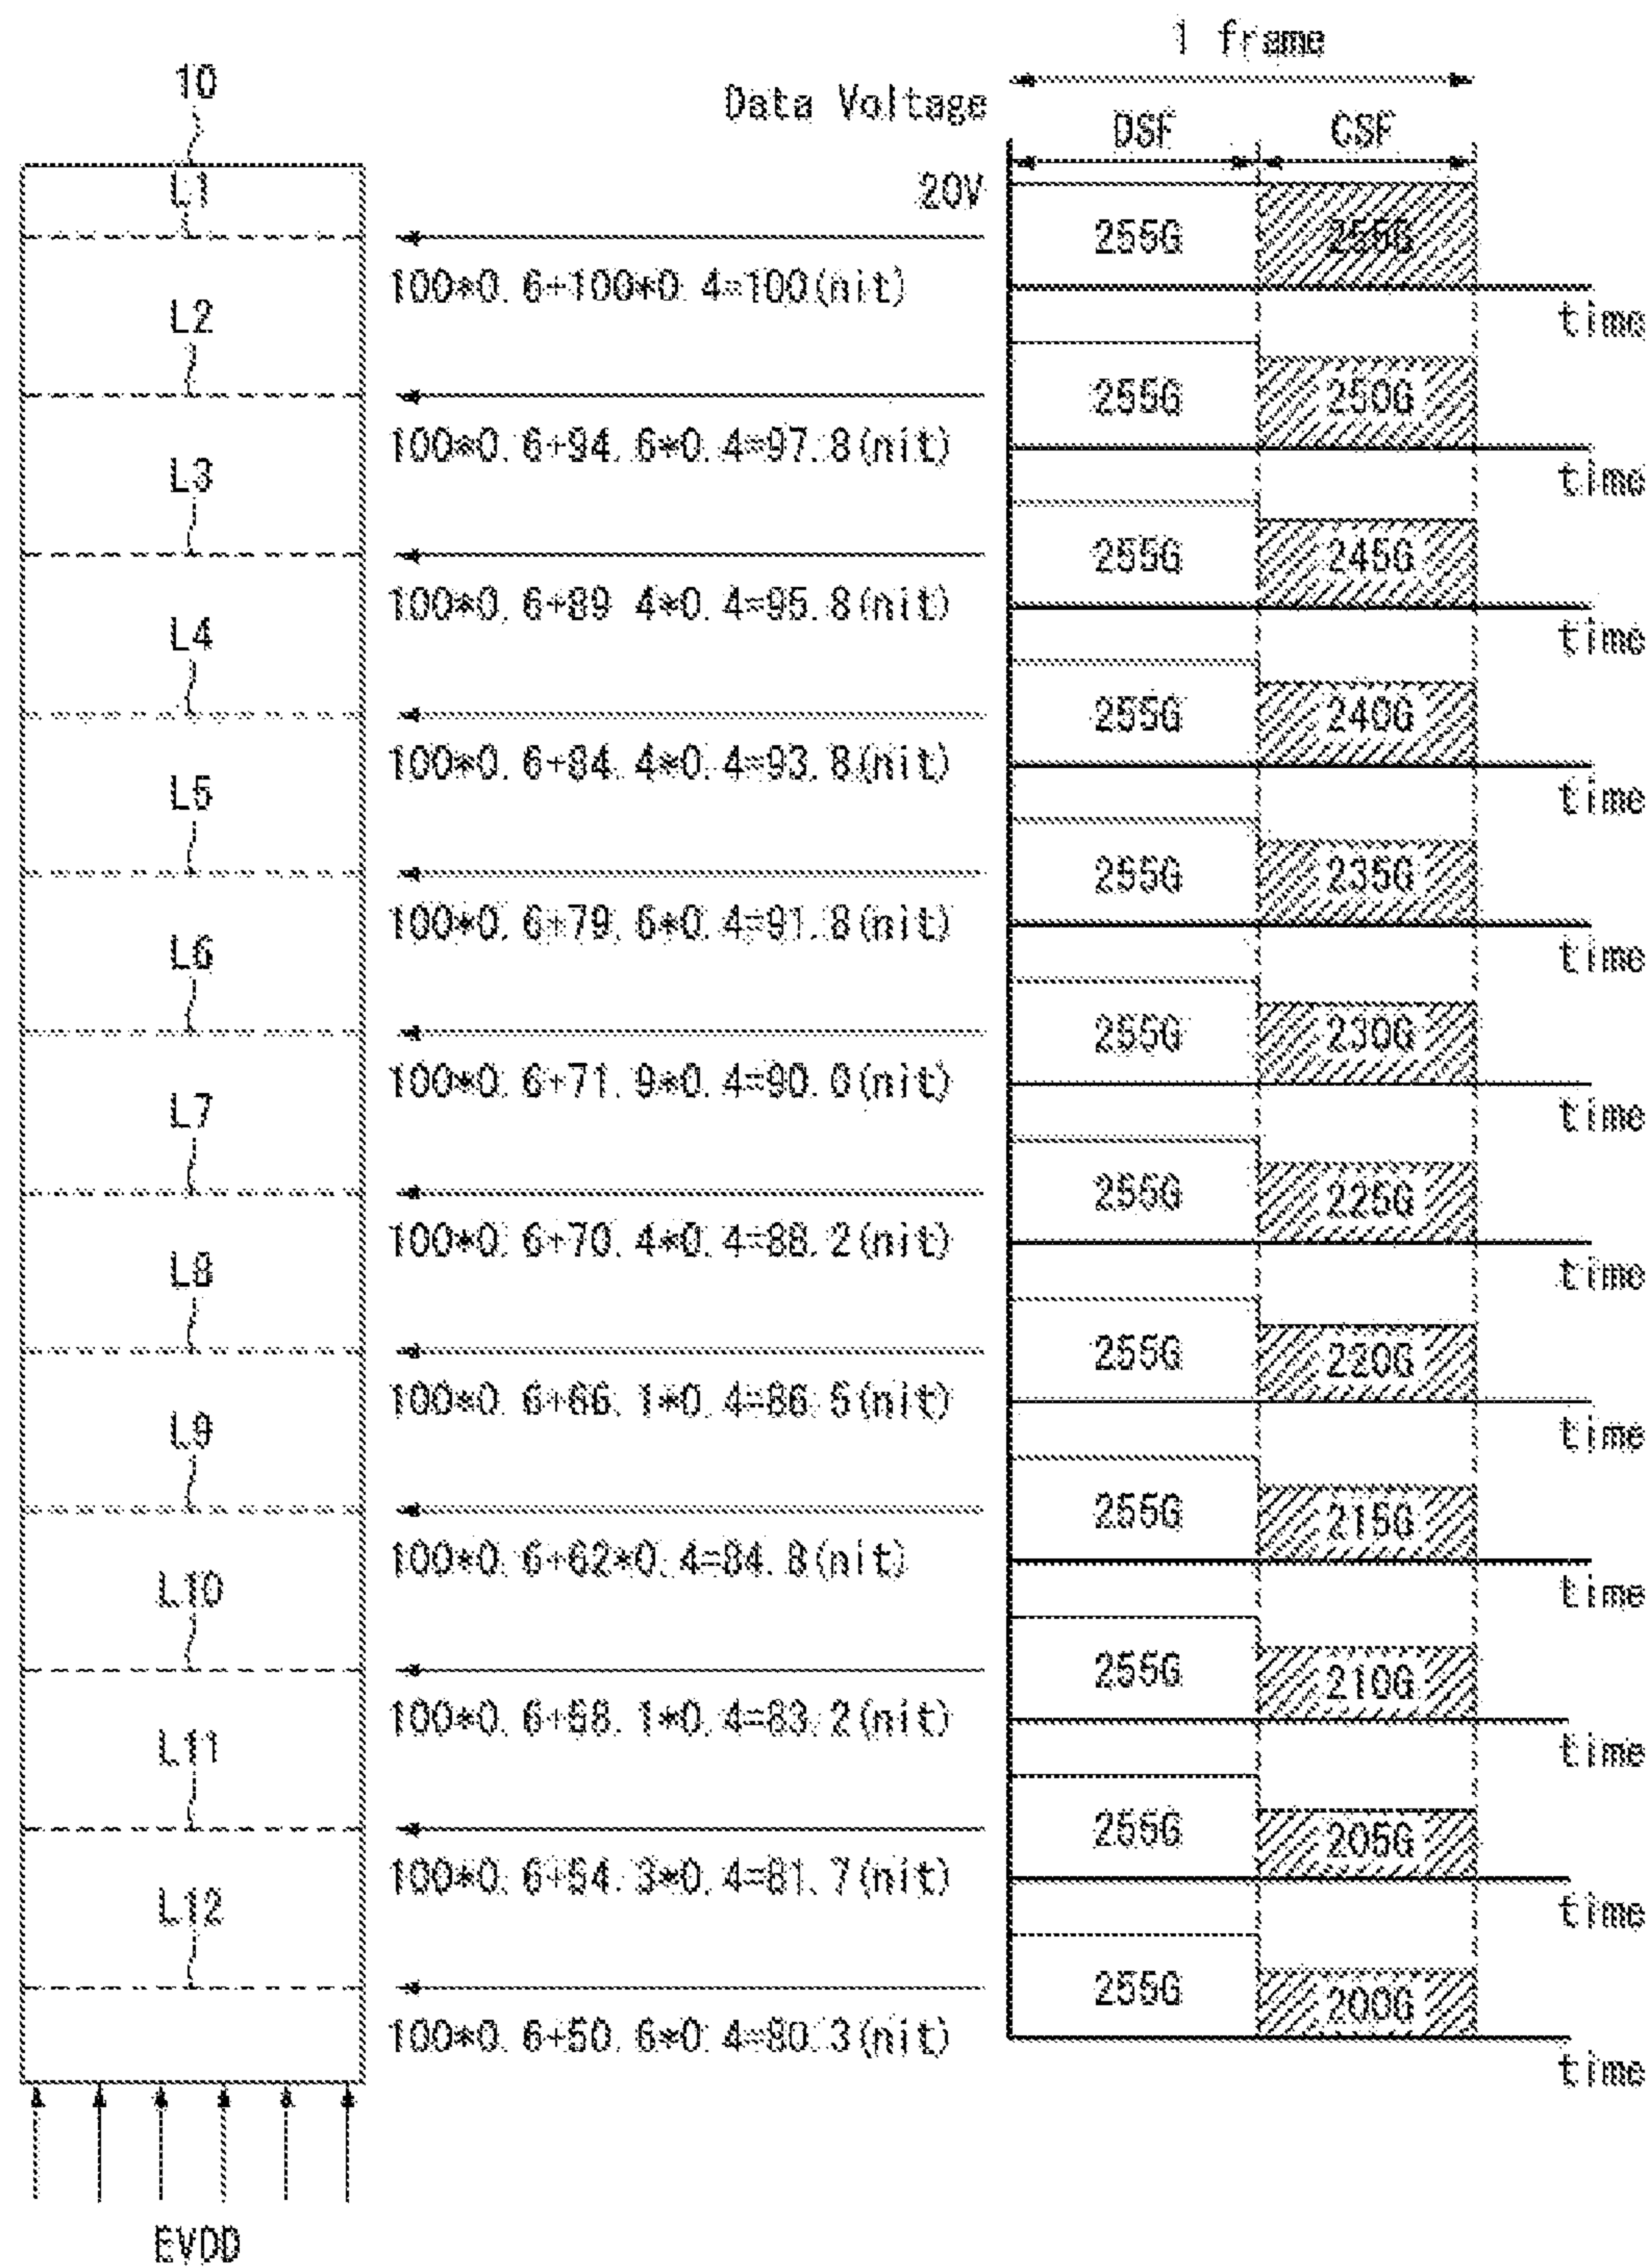 1 frame
10
Data Voltage
DSF
CSF
L1
20V
255G
255G
100*0.6+100*0.4=100(nit)
time
L2
255G
250G
100*0.6+94.6*0.4=97.8(nit)
time
L3
255G
245G
100*0.6+89 4*0.4=95.8(nit)
time
L4
255G
240G
100*0.6+84.4*0.4=93.8(nit)
time
L5
255G
235G
100*0.6+79.6*0.4=91.8(nit)
time
L6
255G
230G
100*0.6+71.9*0.4=90.0(nit)
time
L7
255G
225G
100*0.6+70.4*0.4=88.2(nit)
time
L8
255G
220G
100*0.6+66.1*0.4=86.5(nit)
time
L9
255G
215G
100*0.6+62*0.4=84.8(nit)
time
L10
255G
210G
100*0.6+58.1*0.4=83.2(nit)
time
L11
255G
205G
100*0.6+54.3*0.4=81.7(nit)
time
L12
255G
200G
100*0.6+50.6*0.4=80.3(nit)
time
EVDD